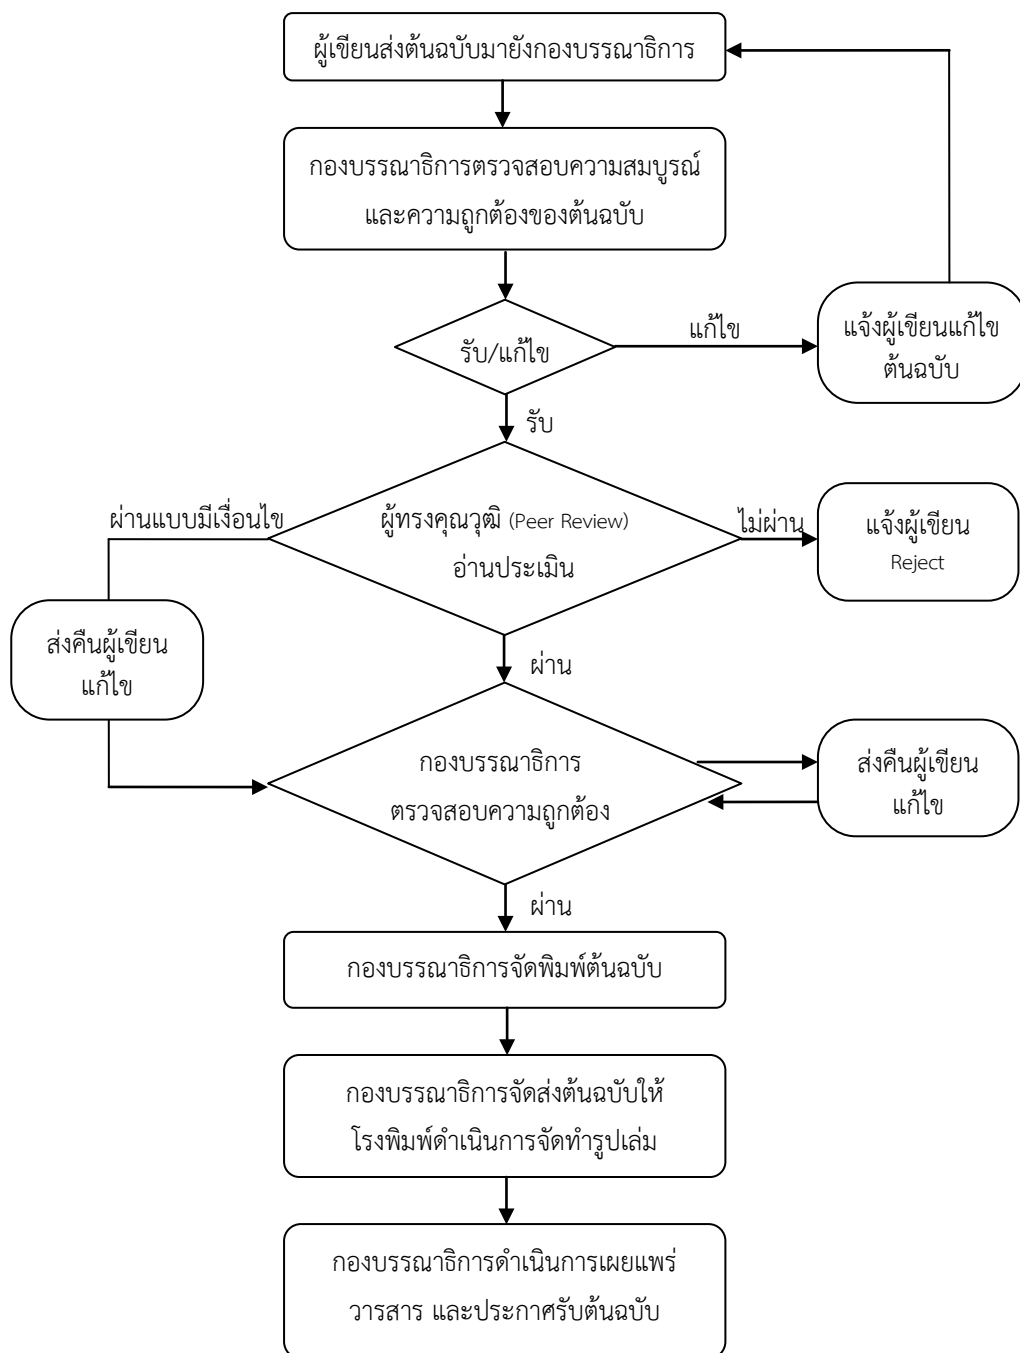 ผู้เขียนส่งต้นฉบับมายังกองบรรณาธิการ
กองบรรณาธิการตรวจสอบความสมบูรณ์
และความถูกต้องของต้นฉบับ
รับ/แก้ไข
แก้ไข
แจ้งผู้เขียนแก้ไข
ต้นฉบับ
รับ
ผ่านแบบมีเงื่อนไข
ผู้ทรงคุณวุฒิ (Peer Review)
อ่านประเมิน
ไม่ผ่าน
แจ้งผู้เขียน
Reject
ส่งคืนผู้เขียน
แก้ไข
ผ่าน
กองบรรณาธิการ
ตรวจสอบความถูกต้อง
ส่งคืนผู้เขียน
แก้ไข
ผ่าน
กองบรรณาธิการจัดพิมพ์ต้นฉบับ
กองบรรณาธิการจัดส่งต้นฉบับให้
โรงพิมพ์ดำเนินการจัดทำรูปเล่ม
กองบรรณาธิการดำเนินการเผยแพร่
วารสาร และประกาศรับต้นฉบับ